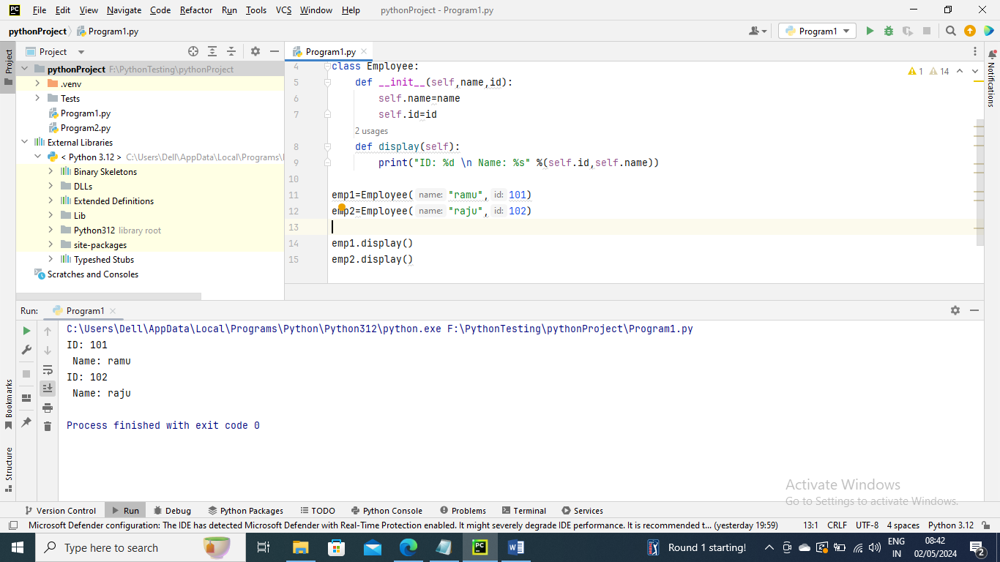 PC File Edit View Navigate Code Refactor Run Tools VCS Window Help pythonProject - Program1.py
pythonProject Program1.py Program1
Project
Project
Program1.py
pythonProject F:\PythonTesting\pythonProject
.venv
Tests
Program1.py
Program2.py
External Libraries
< Python 3.12 > C:\Users\Dell\AppData\Local\Programs\
Binary Skeletons
DLLs
Extended Definitions
Lib
Python312 library root
site-packages
Typeshed Stubs
Scratches and Consoles
4 class Employee:
5 def __init__(self,name,id):
6 self.name=name
7 self.id=id
2 usages
8 def display(self):
9 print("ID: %d \n Name: %s" %(self.id,self.name))
10
11 emp1=Employee( name: "ramu", id: 101)
12 emp2=Employee( name: "raju", id: 102)
13
14 emp1.display()
15 emp2.display()
1 14
Notifications
Run: Program1
C:\Users\Dell\AppData\Local\Programs\Python\Python312\python.exe F:\PythonTesting\pythonProject\Program1.py
ID: 101
Name: ramu
ID: 102
Name: raju
Process finished with exit code 0
Bookmarks
Structure
Activate Windows
Go to Settings to activate Windows.
Version Control Run Debug Python Packages TODO Python Console Problems Terminal Services
Microsoft Defender configuration: The IDE has detected Microsoft Defender with Real-Time Protection enabled. It might severely degrade IDE performance. It is recommended t... (yesterday 19:59) 13:1 CRLF UTF-8 4 spaces Python 3.12
Type here to search PC W Round 1 starting! ENG 08:42
IN 02/05/2024 2